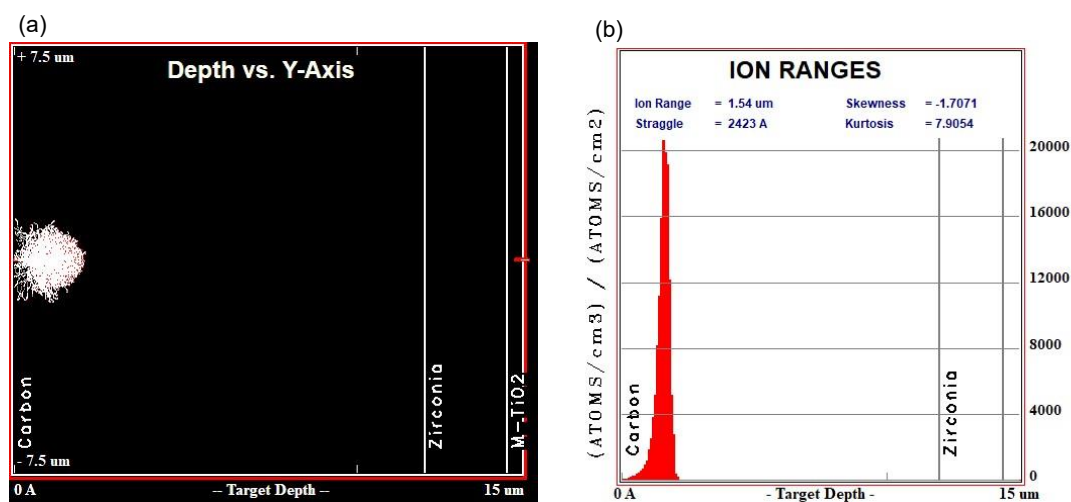 (a)
+ 7.5 um
Depth vs. Y-Axis
Carbon
Zirconia
M-TiO2
- 7.5 um
0 A
-- Target Depth --
15 um
(b)
ION RANGES
Ion Range = 1.54 um Skewness = -1.7071
Straggle = 2423 A Kurtosis = 7.9054
(ATOMS/cm3) / (ATOMS/cm2)
20000
16000
12000
8000
4000
0
Carbon
Zirconia
0 A
- Target Depth -
15 um